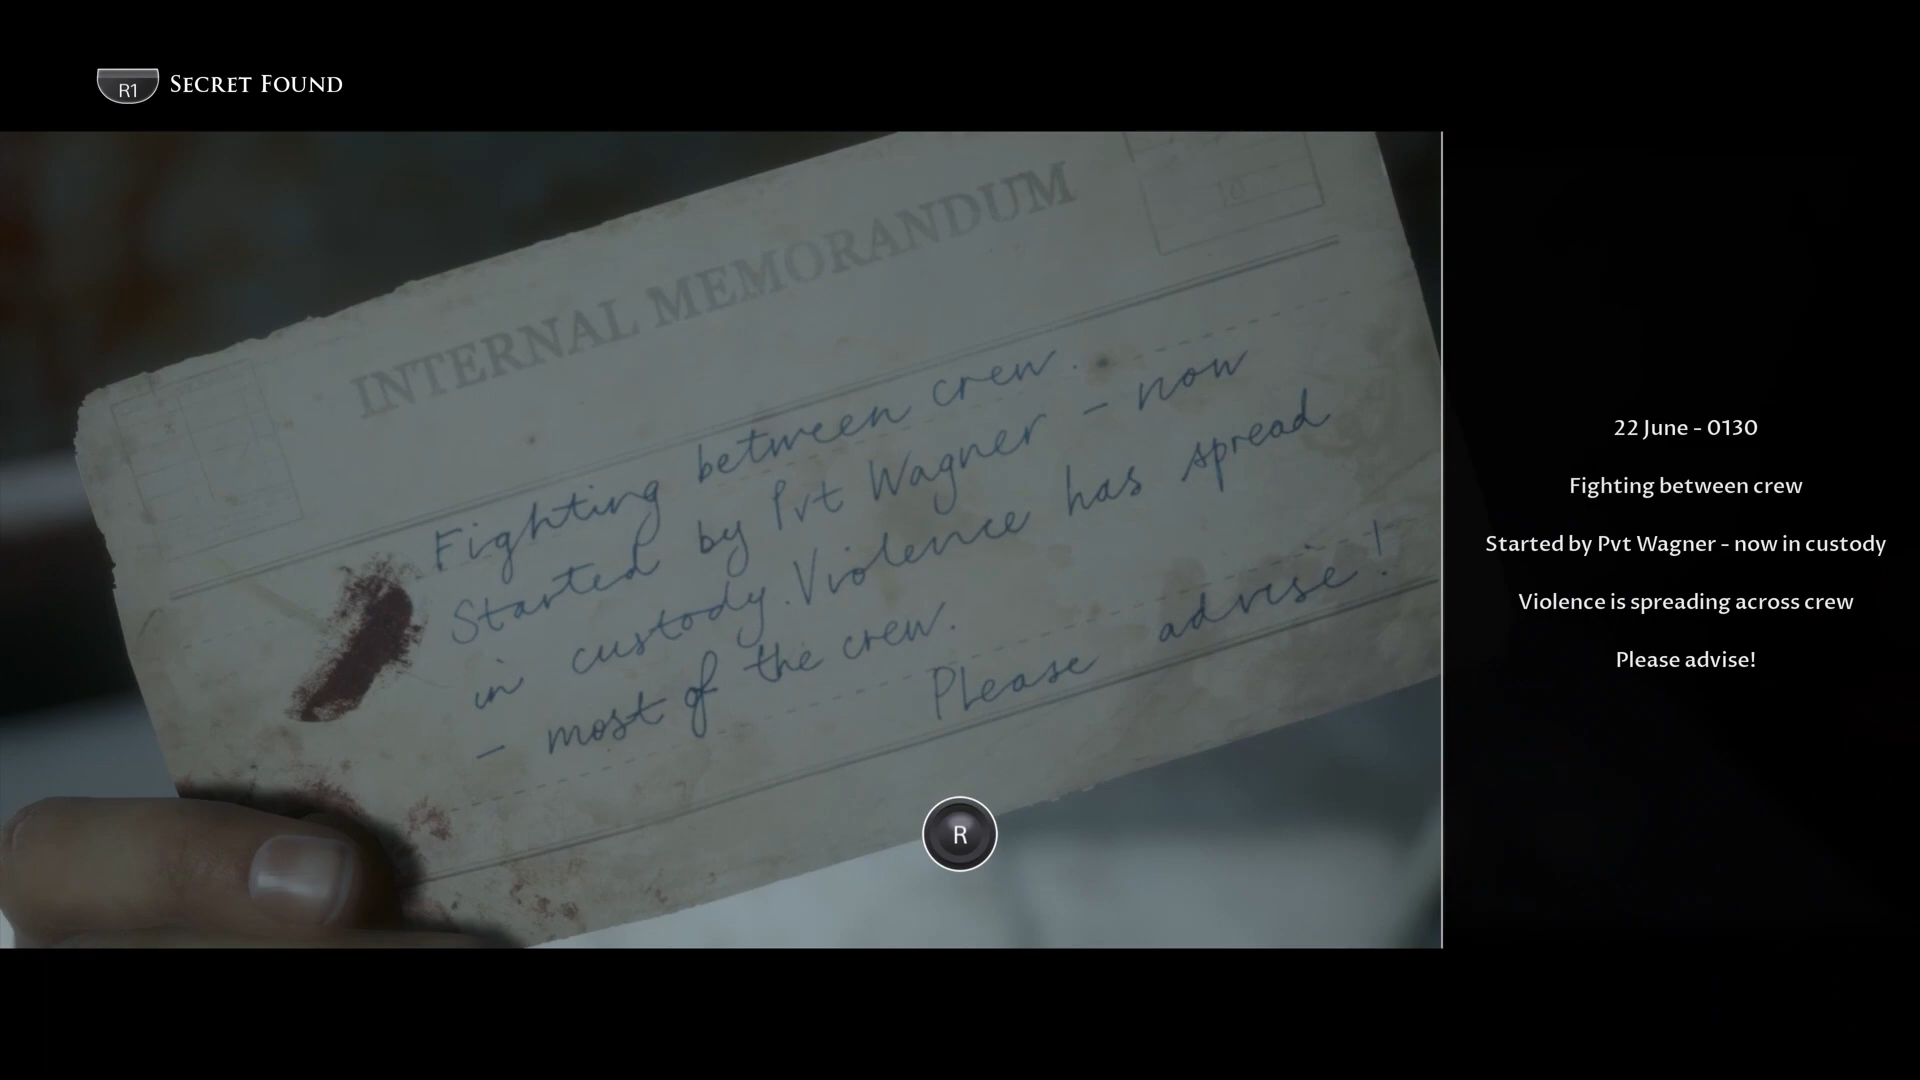 R1 SECRET FOUND
INTERNAL MEMORANDUM
Fighting between crew.
Started by Pvt Wagner - now
in custody. Violence has spread
- most of the crew.
Please advise!
R
22 June - 0130
Fighting between crew
Started by Pvt Wagner - now in custody
Violence is spreading across crew
Please advise!